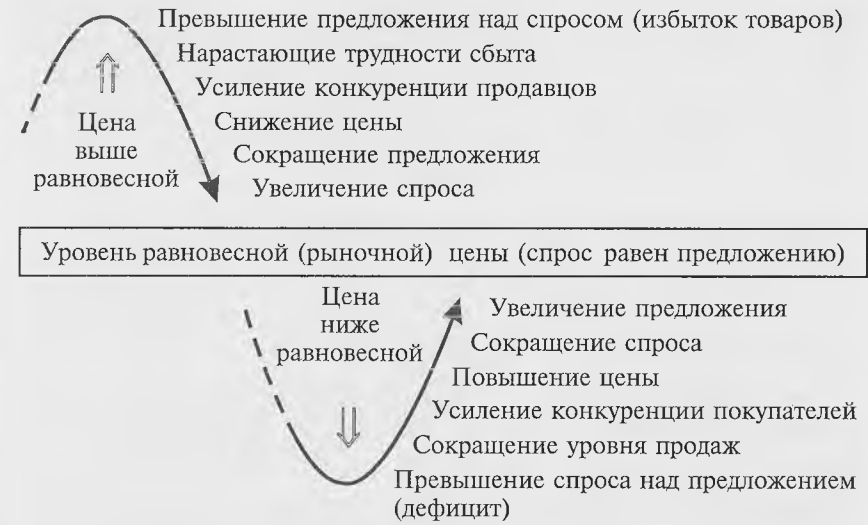 Превышение предложения над спросом (избыток товаров)
Нарастающие трудности сбыта
Усиление конкуренции продавцов
Снижение цены
Сокращение предложения
Увеличение спроса
Цена
выше
равновесной
Уровень равновесной (рыночной) цены (спрос равен предложению)
Цена
ниже
равновесной
Увеличение предложения
Сокращение спроса
Повышение цены
Усиление конкуренции покупателей
Сокращение уровня продаж
Превышение спроса над предложением
(дефицит)